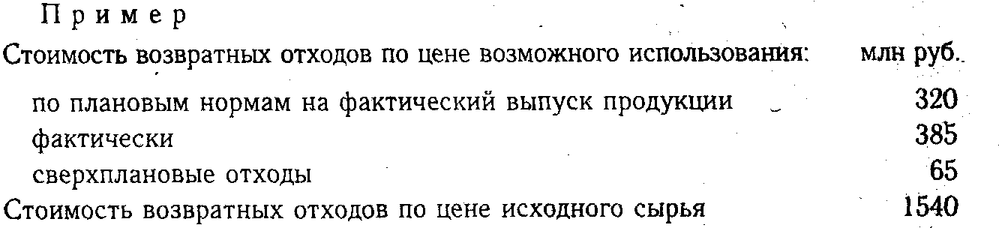 Пример
Стоимость возвратных отходов по цене возможного использования: млн руб.
по плановым нормам на фактический выпуск продукции 320
фактически 385
сверхплановые отходы 65
Стоимость возвратных отходов по цене исходного сырья 1540